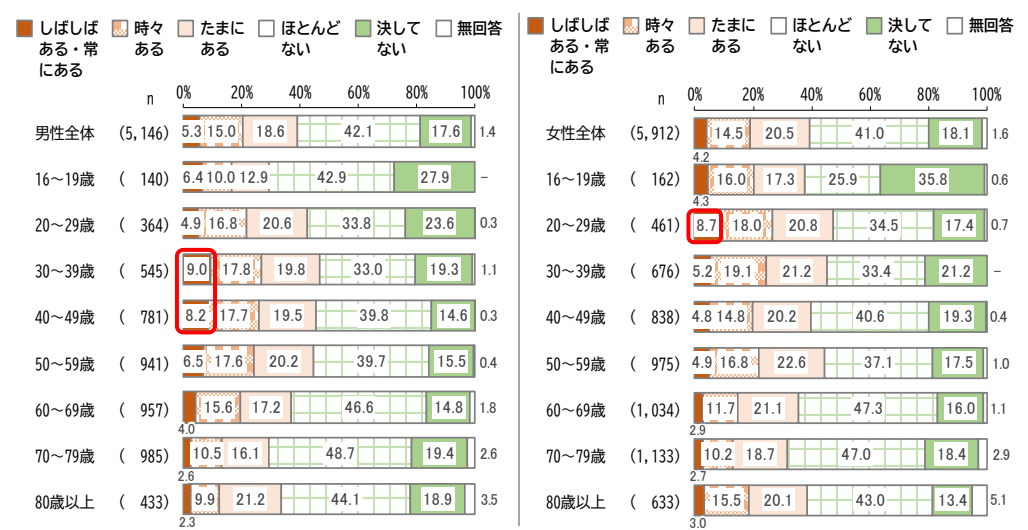 しばしばある・常にある 時々ある たまにある ほとんどない 決してない 無回答
n 0% 20% 40% 60% 80% 100%
男性全体 (5,146) 5.3 15.0 18.6 42.1 17.6 1.4
16～19歳 ( 140) 6.4 10.0 12.9 42.9 27.9 －
20～29歳 ( 364) 4.9 16.8 20.6 33.8 23.6 0.3
30～39歳 ( 545) 9.0 17.8 19.8 33.0 19.3 1.1
40～49歳 ( 781) 8.2 17.7 19.5 39.8 14.6 0.3
50～59歳 ( 941) 6.5 17.6 20.2 39.7 15.5 0.4
60～69歳 ( 957) 4.0 15.6 17.2 46.6 14.8 1.8
70～79歳 ( 985) 2.6 10.5 16.1 48.7 19.4 2.6
80歳以上 ( 433) 2.3 9.9 21.2 44.1 18.9 3.5
しばしばある・常にある 時々ある たまにある ほとんどない 決してない 無回答
n 0% 20% 40% 60% 80% 100%
女性全体 (5,912) 4.2 14.5 20.5 41.0 18.1 1.6
16～19歳 ( 162) 4.3 16.0 17.3 25.9 35.8 0.6
20～29歳 ( 461) 8.7 18.0 20.8 34.5 17.4 0.7
30～39歳 ( 676) 5.2 19.1 21.2 33.4 21.2 －
40～49歳 ( 838) 4.8 14.8 20.2 40.6 19.3 0.4
50～59歳 ( 975) 4.9 16.8 22.6 37.1 17.5 1.0
60～69歳 (1,034) 2.9 11.7 21.1 47.3 16.0 1.1
70～79歳 (1,133) 2.7 10.2 18.7 47.0 18.4 2.9
80歳以上 ( 633) 3.0 15.5 20.1 43.0 13.4 5.1